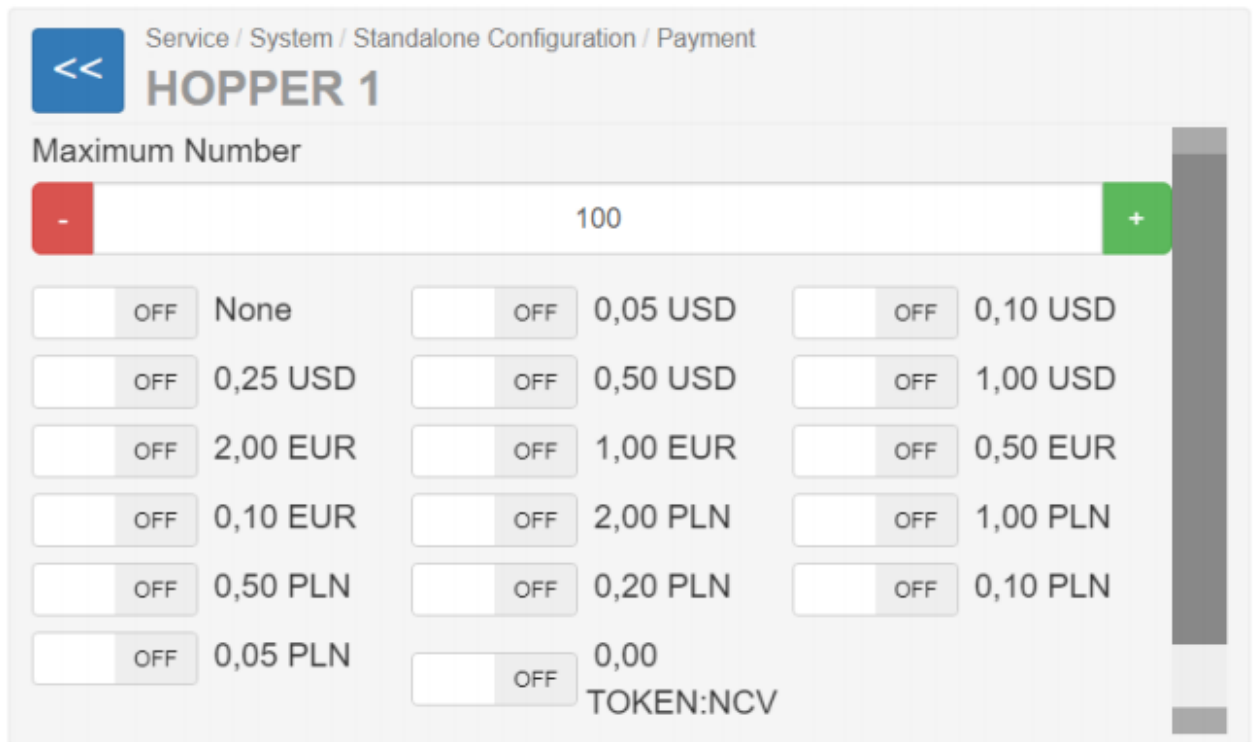 <<
Service / System / Standalone Configuration / Payment
HOPPER 1
Maximum Number
- 100 +
OFF None OFF 0,05 USD OFF 0,10 USD
OFF 0,25 USD OFF 0,50 USD OFF 1,00 USD
OFF 2,00 EUR OFF 1,00 EUR OFF 0,50 EUR
OFF 0,10 EUR OFF 2,00 PLN OFF 1,00 PLN
OFF 0,50 PLN OFF 0,20 PLN OFF 0,10 PLN
OFF 0,05 PLN OFF 0,00
TOKEN:NCV